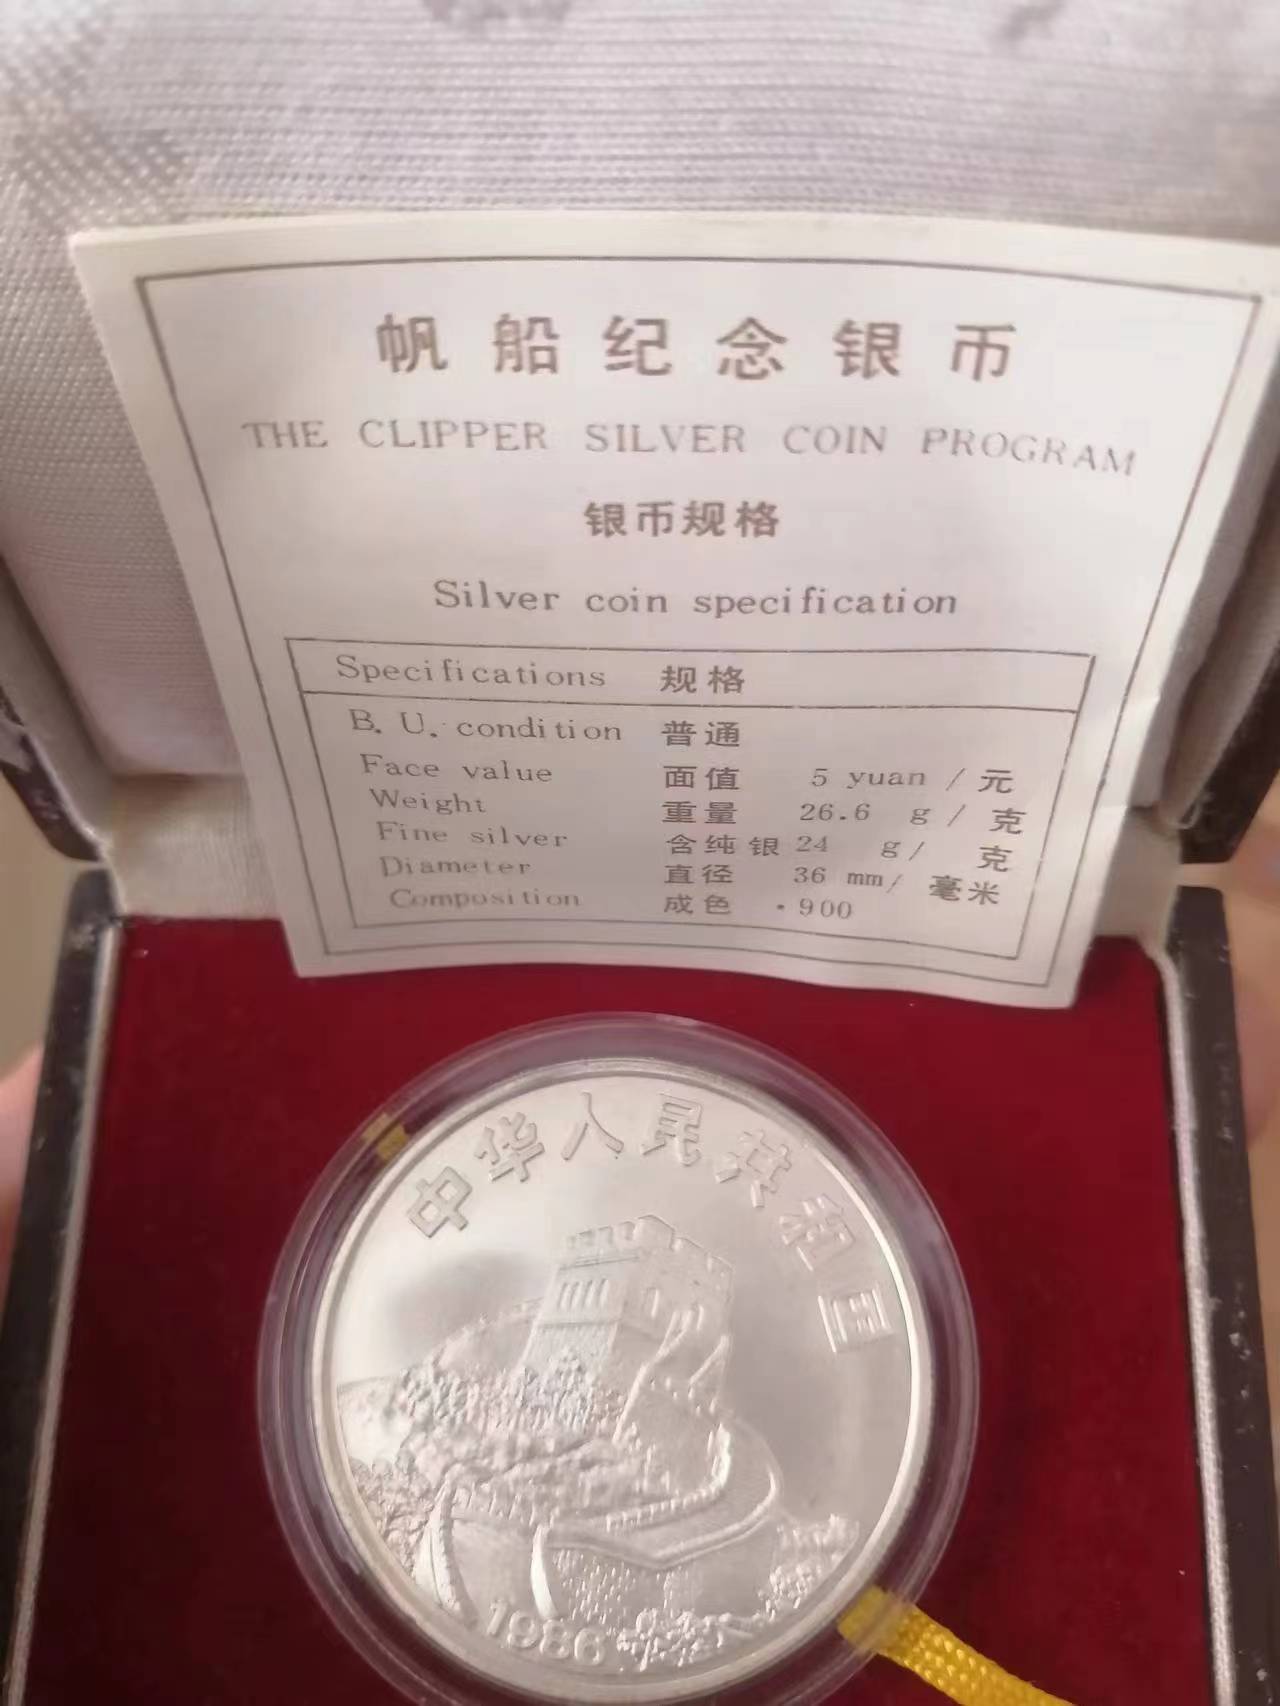 帆船纪念银币
THE CLIPPER SILVER COIN PROGRAM
银币规格
Silver coin specification
Specifications 规格
B. U. condition 普通
Face value 面值 5 yuan / 元
Weight 重量 26.6 g / 克
Fine silver 含纯银 24 g / 克
Diameter 直径 36 mm / 毫米
Composition 成色 .900
中华人民共和国
1986